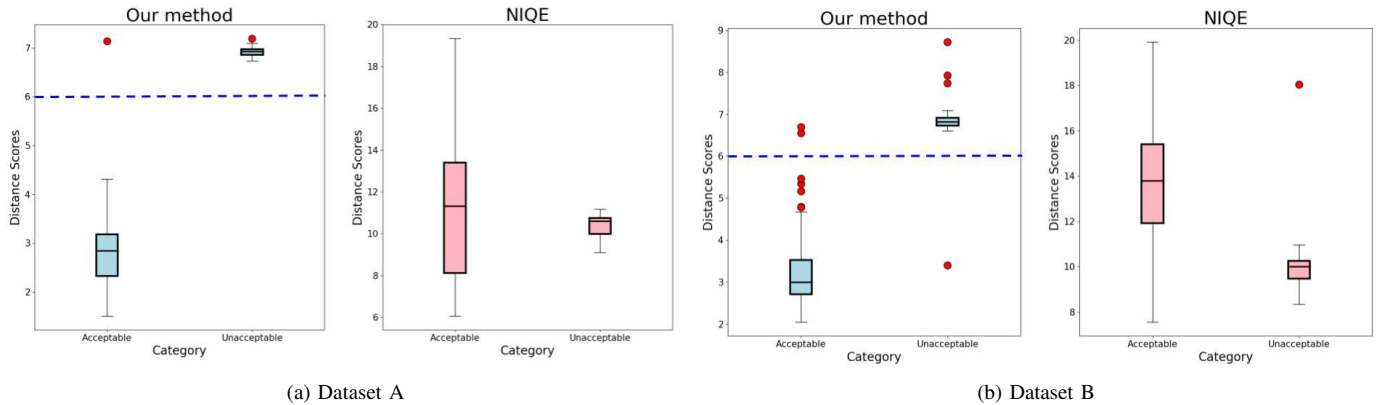 Our method
NIQE
Our method
NIQE
Distance Scores
7
6
5
4
3
2
Acceptable
Unacceptable
Category
Distance Scores
20
18
16
14
12
10
8
6
Acceptable
Unacceptable
Category
Distance Scores
9
8
7
6
5
4
3
2
Acceptable
Unacceptable
Category
Distance Scores
20
18
16
14
12
10
8
Acceptable
Unacceptable
Category
(a) Dataset A
(b) Dataset B